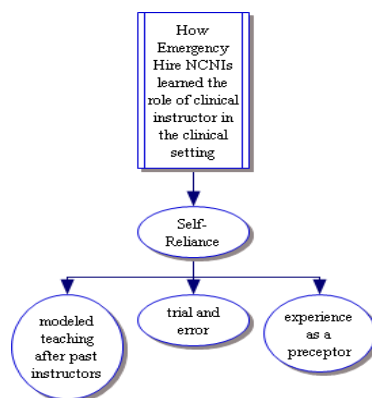 How
Emergency
Hire NCNIs
learned the
role of clinical
instructor in
the clinical
setting
Self-
Reliance
modeled
teaching
after past
instructors
trial and
error
experience
as a
preceptor